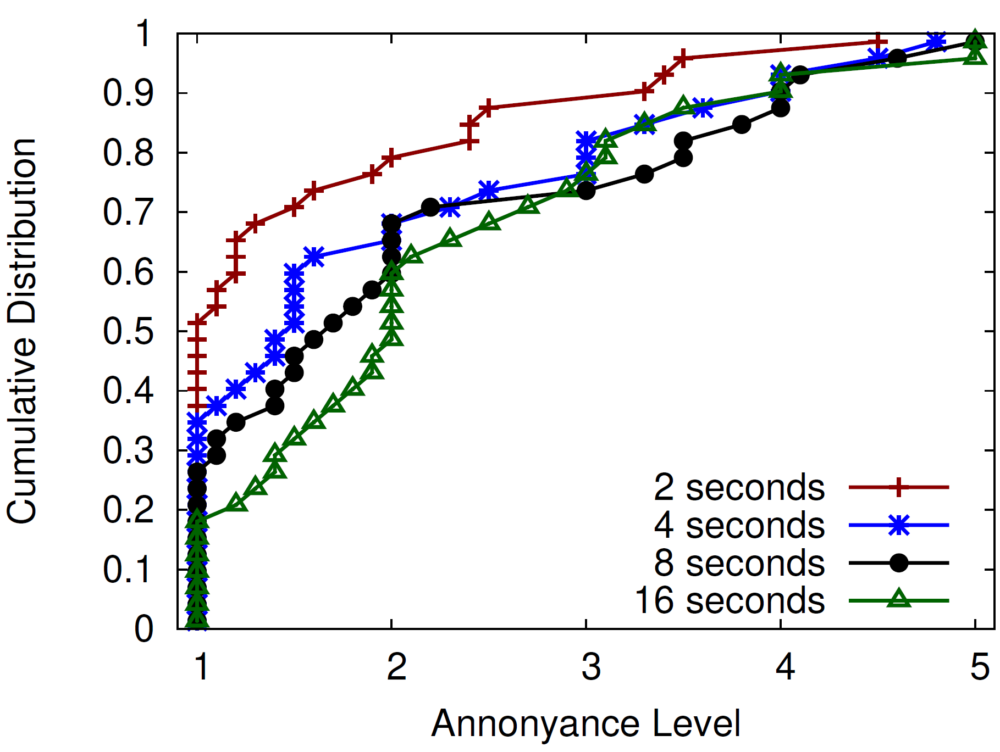 1
0.9
0.8
0.7
0.6
0.5
0.4
0.3
0.2
0.1
0
Cumulative Distribution
2 seconds
4 seconds
8 seconds
16 seconds
1 2 3 4 5
Annonyance Level